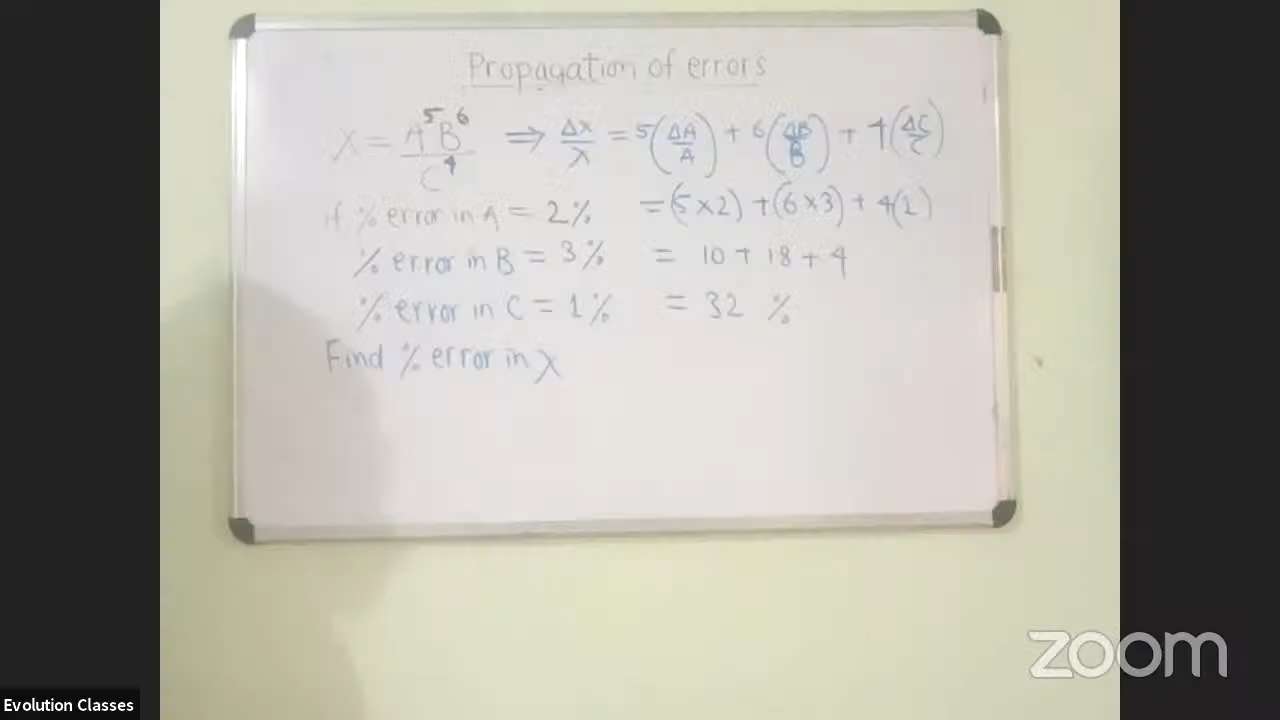 Propagation of errors
X = A⁵B⁶/C⁴ ⇒ ΔX/X = 5(ΔA/A) + 6(ΔB/B) + 4(ΔC/C)
if % error in A = 2% = (5×2) + (6×3) + 4(1)
% error in B = 3% = 10 + 18 + 4
% error in C = 1% = 32 %
Find % error in X
zoom
Evolution Classes